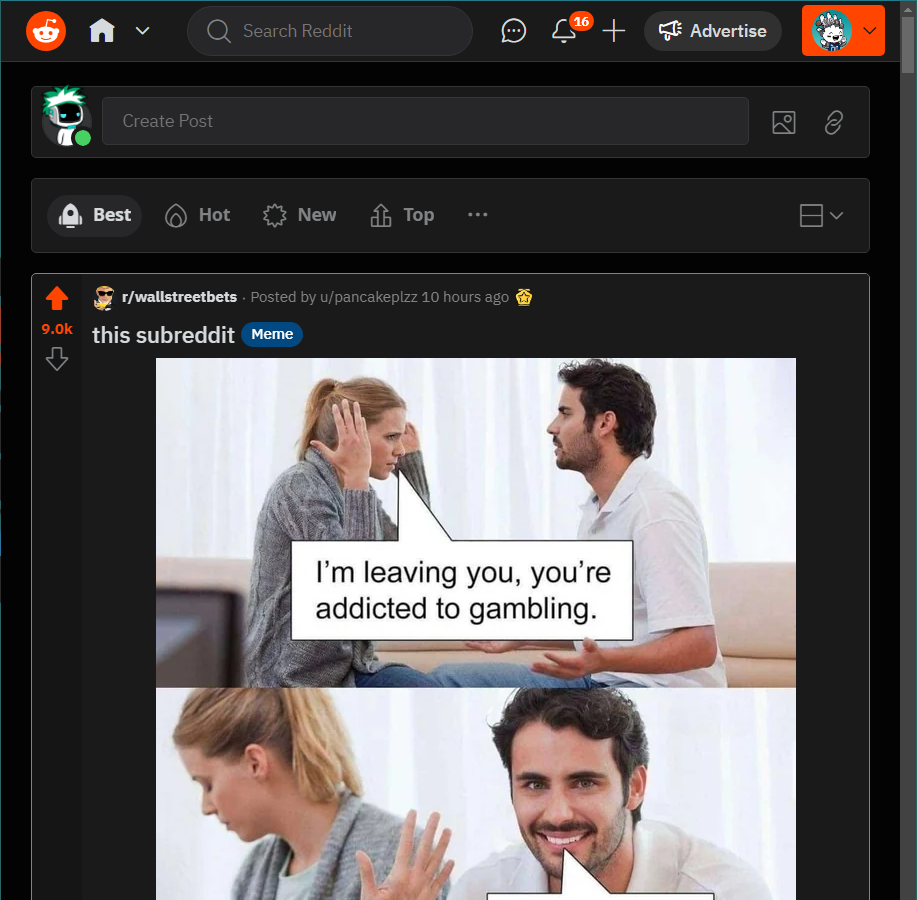 Search Reddit
16
Advertise
Create Post
Best
Hot
New
Top
r/wallstreetbets · Posted by u/pancakeplzz 10 hours ago
9.0k
this subreddit
Meme
I'm leaving you, you're
addicted to gambling.